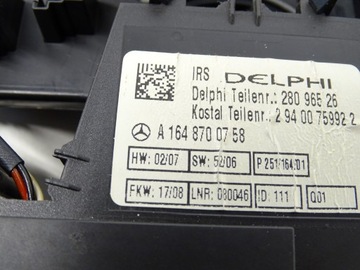 IRS DELPHI
Delphi Teilenr.: 280 965 26
Kostal Teilenr.: 2 94 00 75992 2
A 164 870 07 58
HW: 02/07 SW: 52/06 P 251/164.01
FKW: 17/08 LNR: 080046 ID: 111 Q01